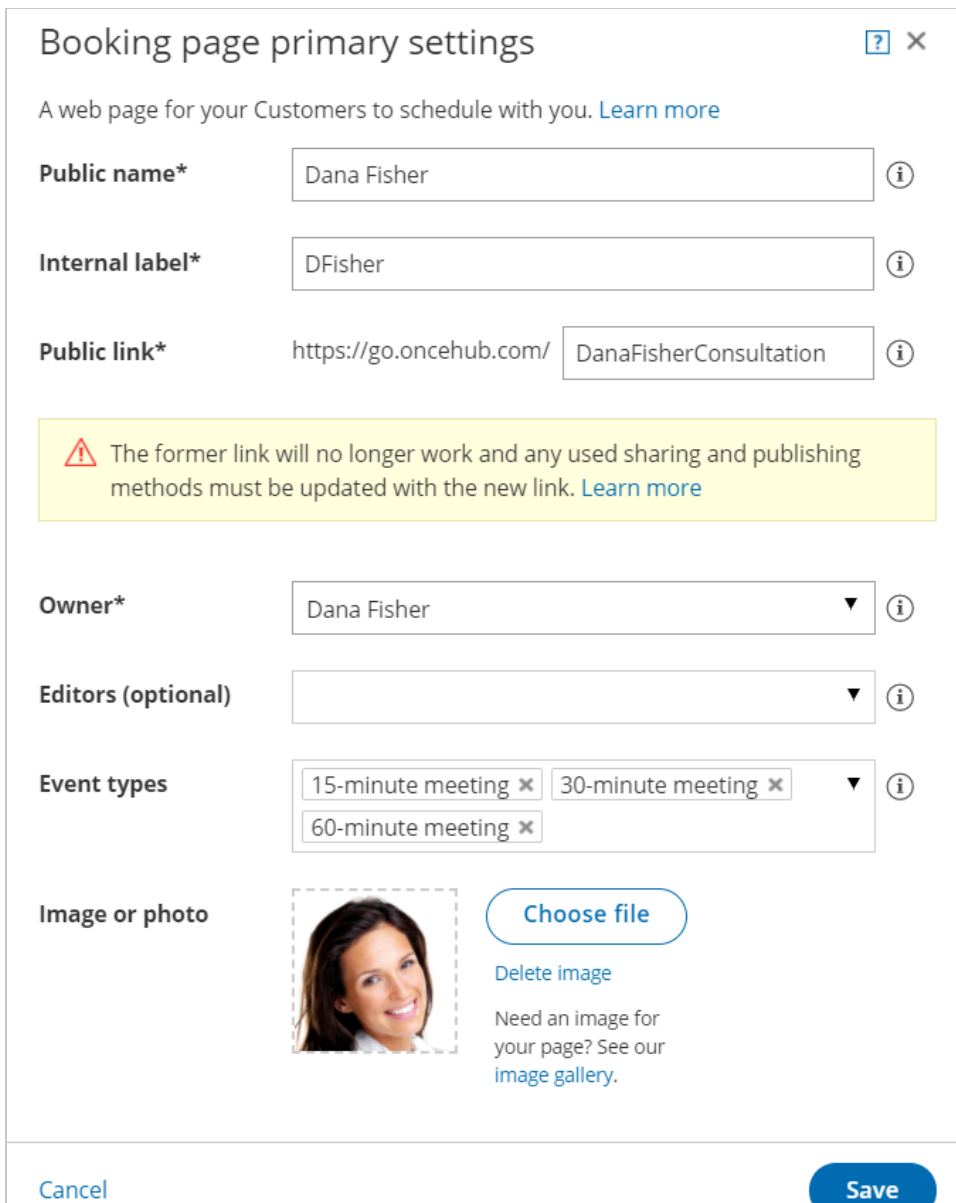 Booking page primary settings
?
A web page for your Customers to schedule with you. Learn more
Public name*
Dana Fisher
Internal label*
DFisher
Public link*
https://go.oncehub.com/
DanaFisherConsultation
The former link will no longer work and any used sharing and publishing
methods must be updated with the new link. Learn more
Owner*
Dana Fisher
Editors (optional)
Event types
15-minute meeting
30-minute meeting
60-minute meeting
Image or photo
Choose file
Delete image
Need an image for
your page? See our
image gallery.
Cancel
Save